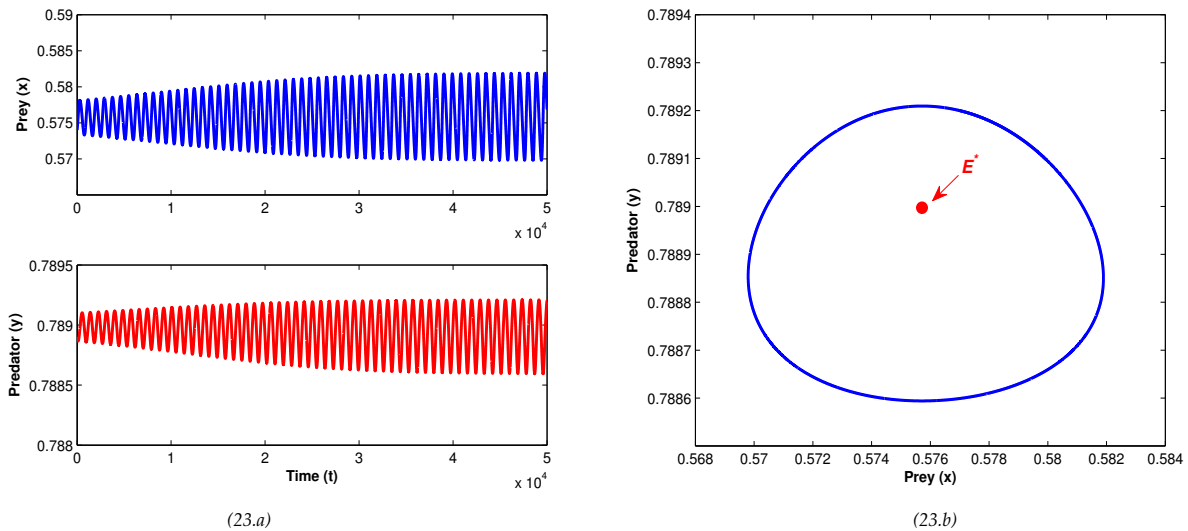 0.59
0.585
0.58
0.575
0.57
Prey (x)
0 1 2 3 4 5
x 10^4
0.7895
0.789
0.7885
0.788
Predator (y)
0 1 2 3 4 5
x 10^4
Time (t)
(23.a)
0.7894
0.7893
0.7892
0.7891
0.789
0.7889
0.7888
0.7887
0.7886
Predator (y)
E*
0.568 0.57 0.572 0.574 0.576 0.578 0.58 0.582 0.584
Prey (x)
(23.b)